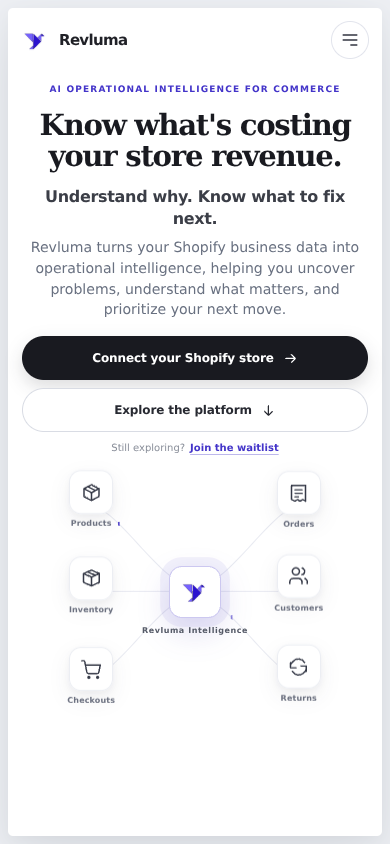 Revluma
AI OPERATIONAL INTELLIGENCE FOR COMMERCE
Know what's costing
your store revenue.
Understand why. Know what to fix
next.
Revluma turns your Shopify business data into
operational intelligence, helping you uncover
problems, understand what matters, and
prioritize your next move.
Connect your Shopify store →
Explore the platform ↓
Still exploring? Join the waitlist
Products
Orders
Inventory
Customers
Revluma Intelligence
Checkouts
Returns